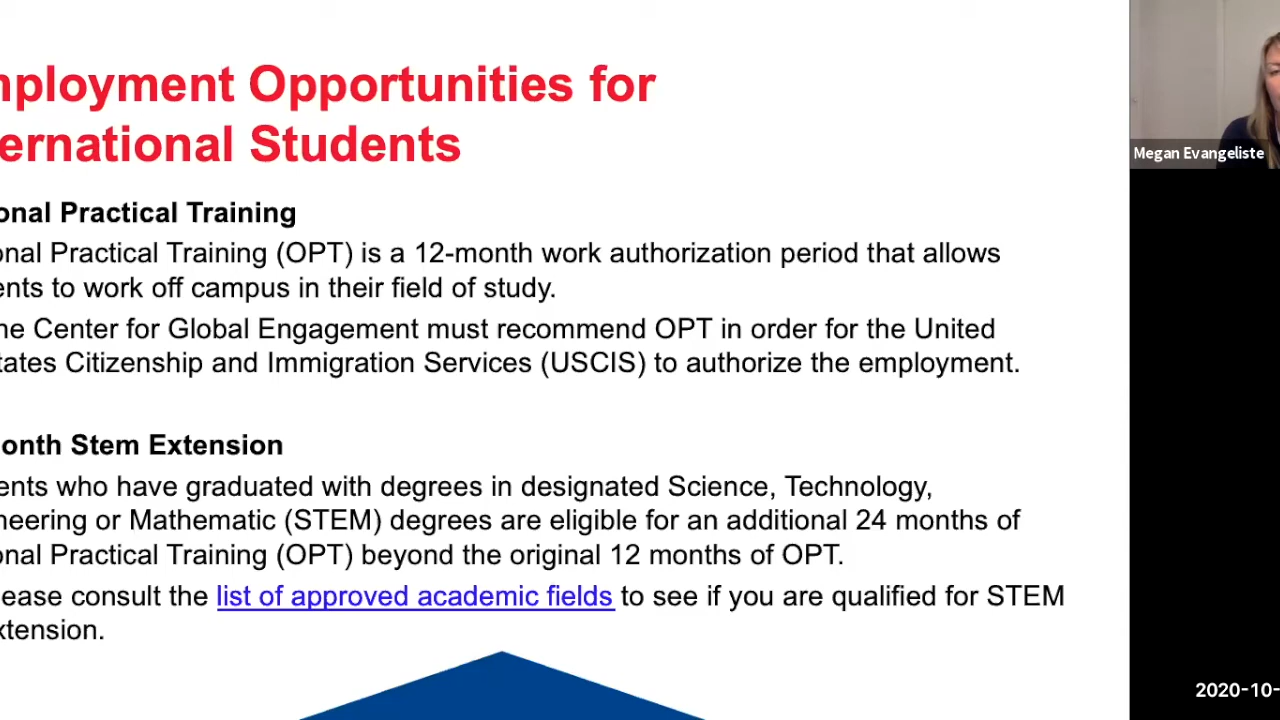 mployment Opportunities for
ernational Students
onal Practical Training
onal Practical Training (OPT) is a 12-month work authorization period that allows
ents to work off campus in their field of study.
he Center for Global Engagement must recommend OPT in order for the United
tates Citizenship and Immigration Services (USCIS) to authorize the employment.
onth Stem Extension
ents who have graduated with degrees in designated Science, Technology,
neering or Mathematic (STEM) degrees are eligible for an additional 24 months of
onal Practical Training (OPT) beyond the original 12 months of OPT.
ease consult the list of approved academic fields to see if you are qualified for STEM
xtension.
Megan Evangeliste
2020-10-